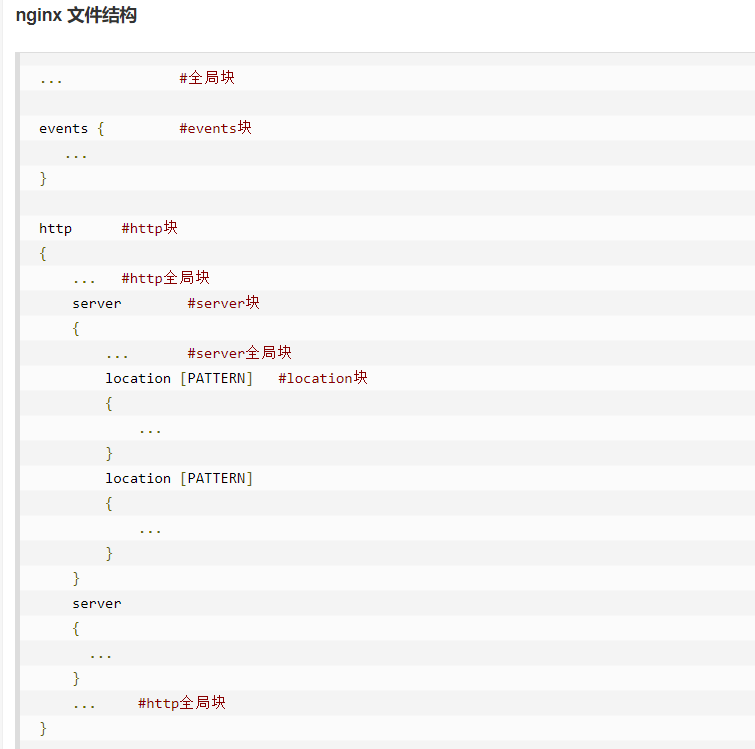 nginx 文件结构
...              #全局块
events {         #events块
   ...
}
http      #http块
{
    ...   #http全局块
    server        #server块
    {
        ...       #server全局块
        location [PATTERN]   #location块
        {
            ...
        }
        location [PATTERN]
        {
            ...
        }
    }
    server
    {
      ...
    }
    ...     #http全局块
}